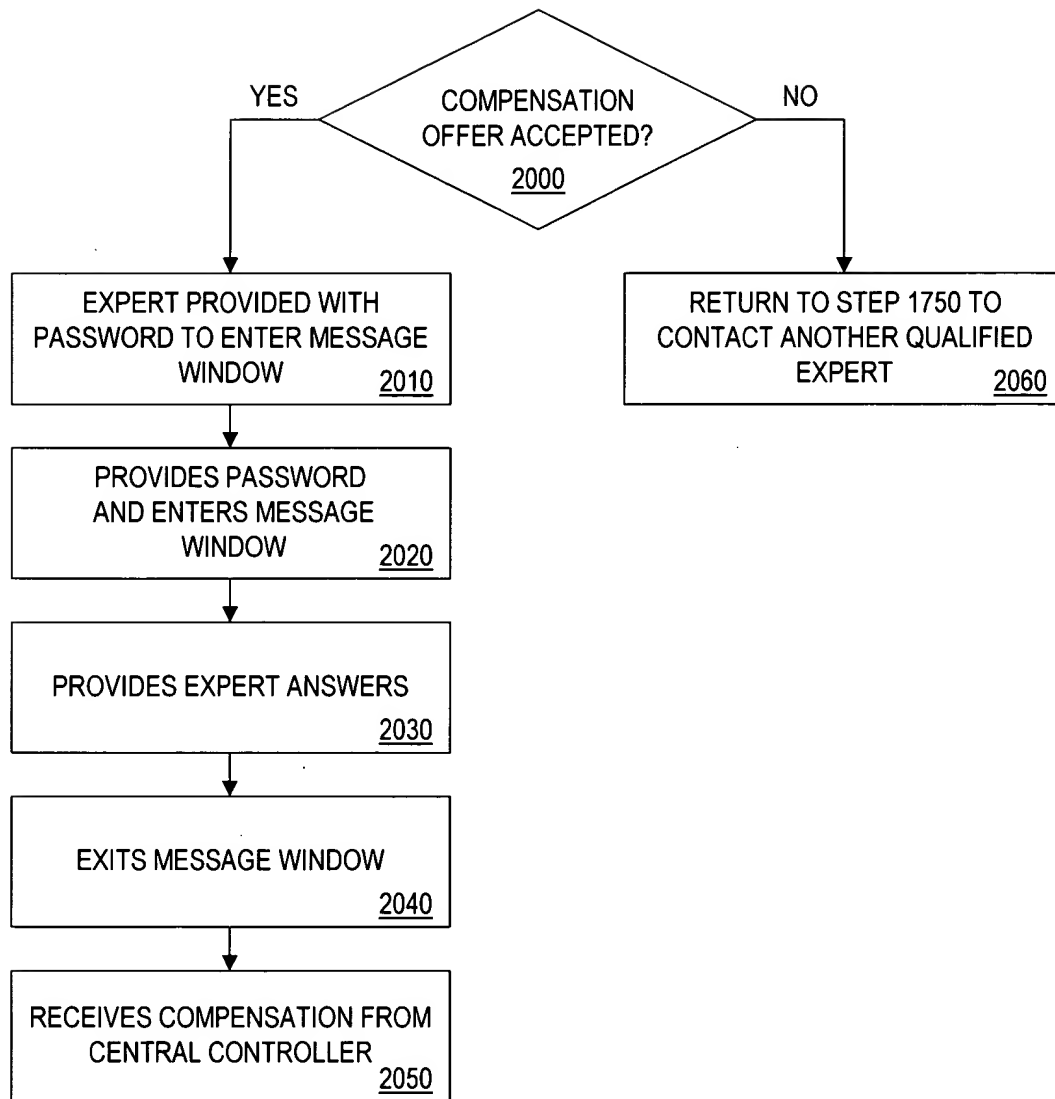 COMPENSATION
OFFER ACCEPTED?
2000
YES
NO
EXPERT PROVIDED WITH
PASSWORD TO ENTER MESSAGE
WINDOW
2010
RETURN TO STEP 1750 TO
CONTACT ANOTHER QUALIFIED
EXPERT
2060
PROVIDES PASSWORD
AND ENTERS MESSAGE
WINDOW
2020
PROVIDES EXPERT ANSWERS
2030
EXITS MESSAGE WINDOW
2040
RECEIVES COMPENSATION FROM
CENTRAL CONTROLLER
2050